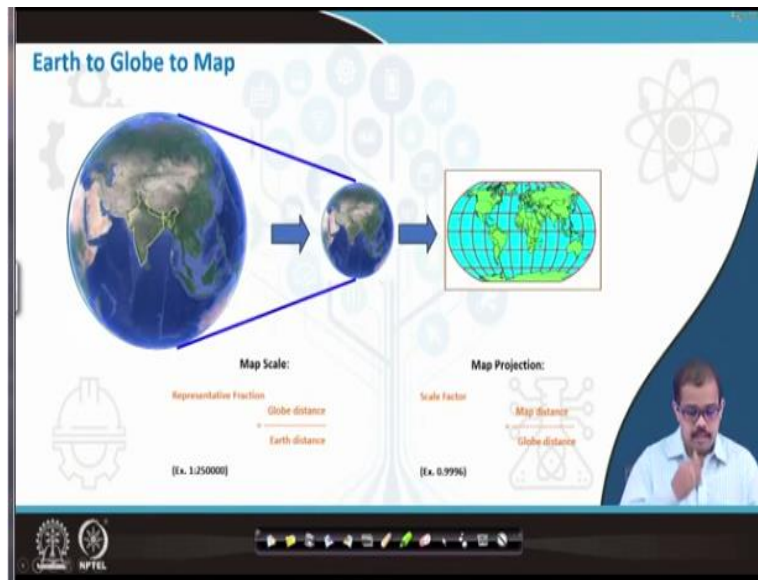 Earth to Globe to Map
Map Scale:
Representative Fraction
Globe distance
=
Earth distance
(Ex. 1:250000)
Map Projection:
Scale Factor
Map distance
=
Globe distance
(Ex. 0.9996)
NPTEL